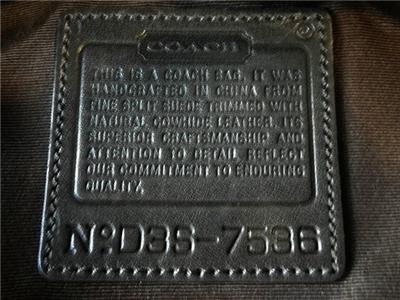 COACH
THIS IS A COACH BAG. IT WAS
HANDCRAFTED IN CHINA FROM
FINE SPLIT SUEDE TRIMMED WITH
NATURAL COWHIDE LEATHER. ITS
SUPERIOR CRAFTSMANSHIP AND
ATTENTION TO DETAIL REFLECT
OUR COMMITMENT TO ENDURING
QUALITY.
Nº D3S-7536